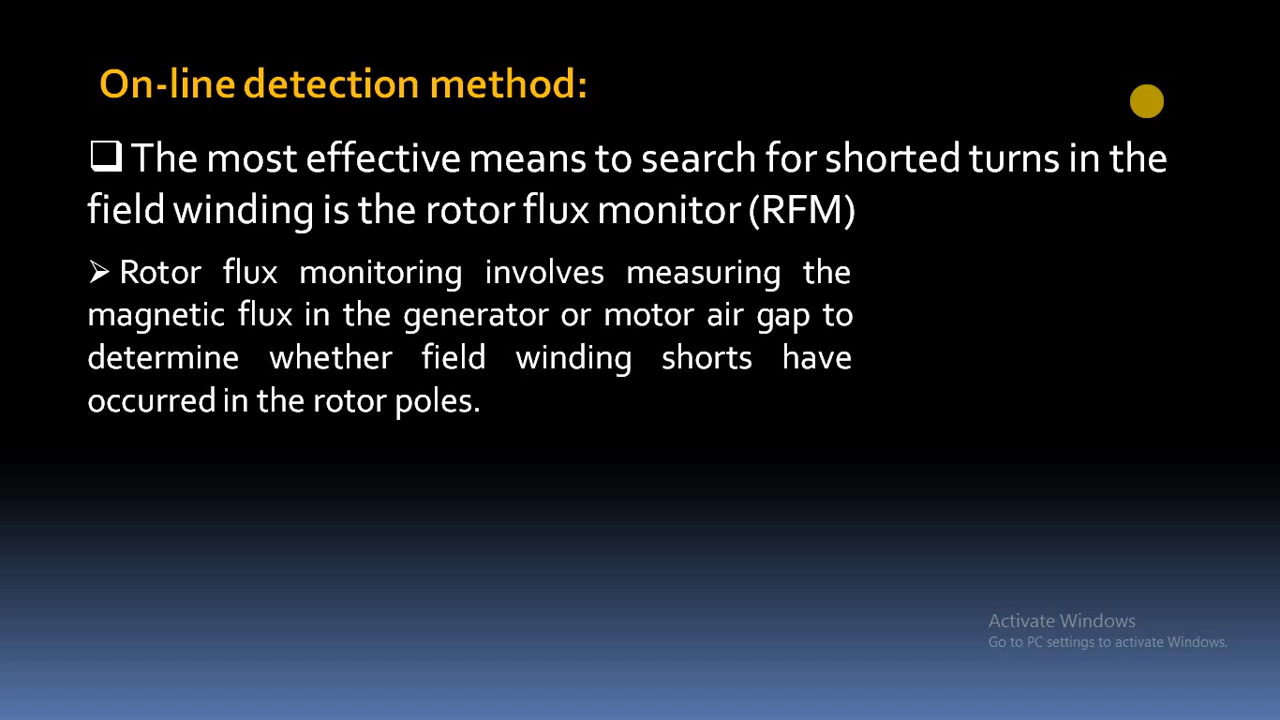 On-line detection method:
❑ The most effective means to search for shorted turns in the
field winding is the rotor flux monitor (RFM)
➢ Rotor flux monitoring involves measuring the
magnetic flux in the generator or motor air gap to
determine whether field winding shorts have
occurred in the rotor poles.
Activate Windows
Go to PC settings to activate Windows.